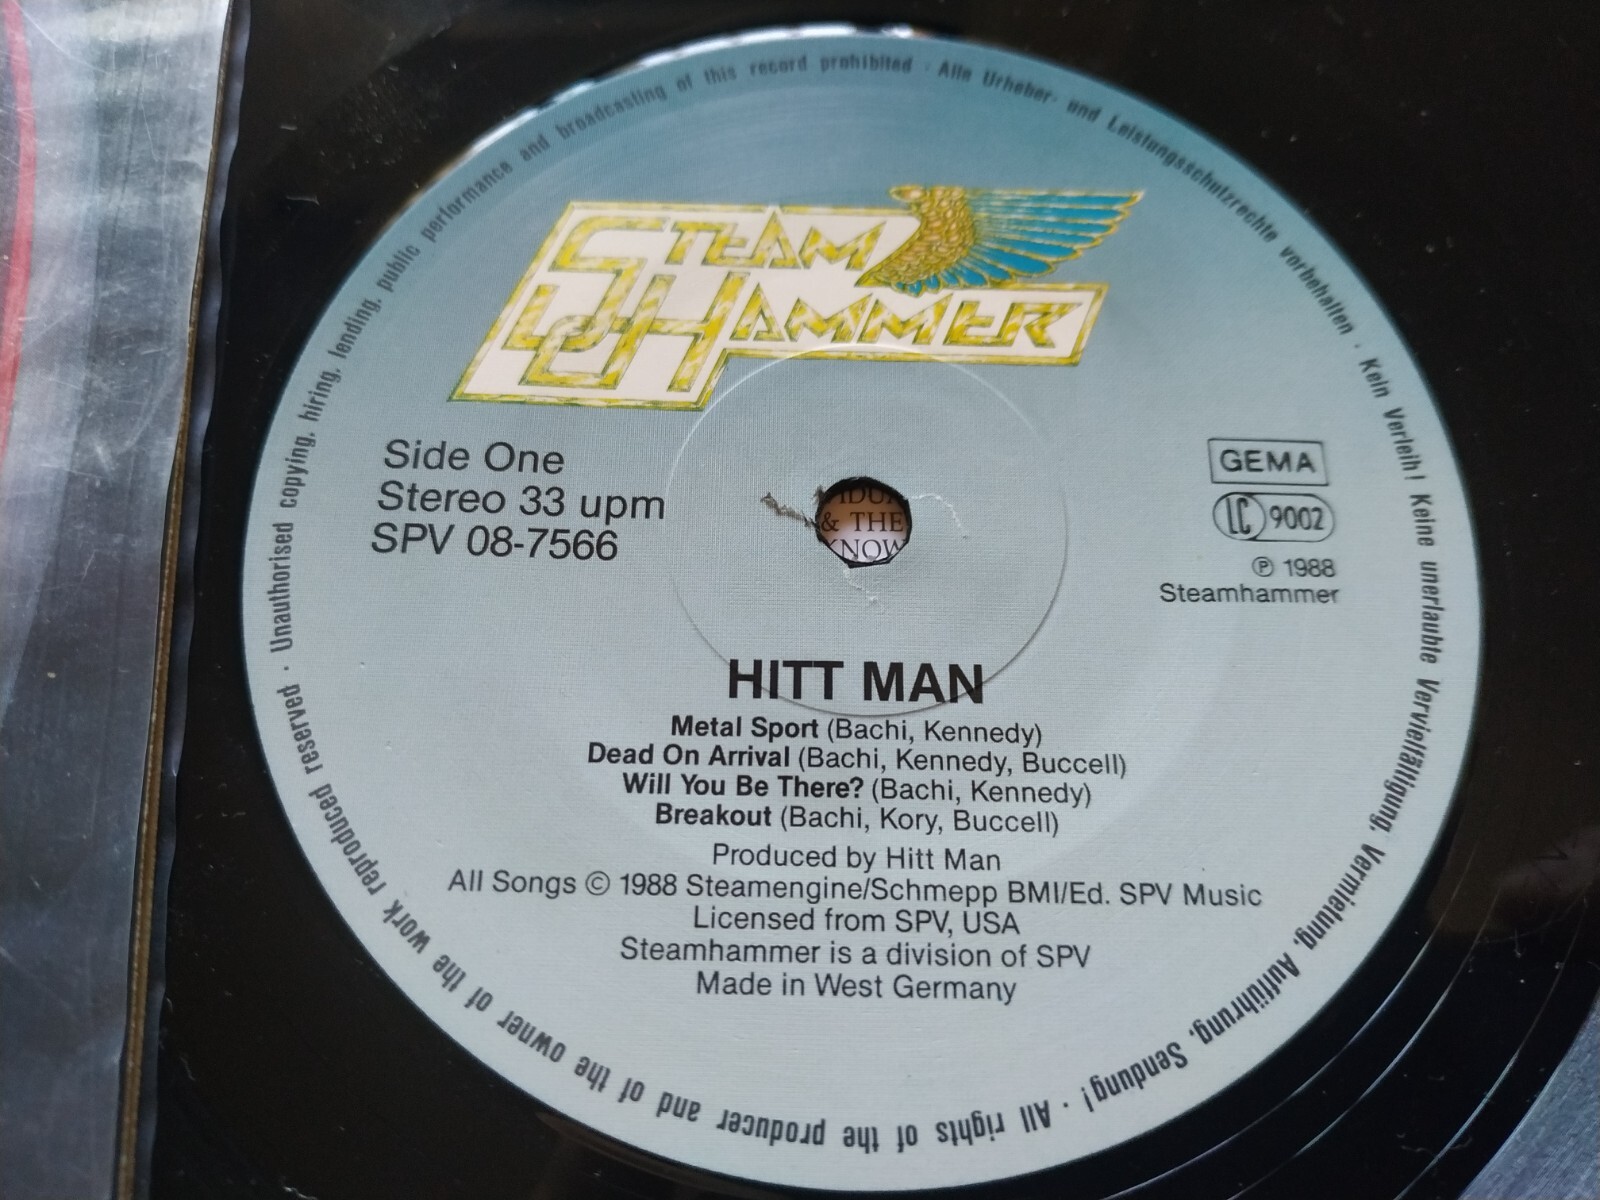 STEAM
HAMMER
Side One
Stereo 33 upm
SPV 08-7566
GEMA
LC 9002
℗ 1988
Steamhammer
& THE
HITT MAN
Metal Sport (Bachi, Kennedy)
Dead On Arrival (Bachi, Kennedy, Buccell)
Will You Be There? (Bachi, Kennedy)
Breakout (Bachi, Kory, Buccell)
Produced by Hitt Man
All Songs © 1988 Steamengine/Schmepp BMI/Ed. SPV Music
Licensed from SPV, USA
Steamhammer is a division of SPV
Made in West Germany
Alle Urheber- und Leistungsschutzrechte vorbehalten · Kein Verleih! Keine unerlaubte Vervielfältigung, Vermietung, Aufführung, Sendung! · All rights of the producer and of the owner of the work reproduced reserved · Unauthorised copying, hiring, lending, public performance and broadcasting of this record prohibited ·